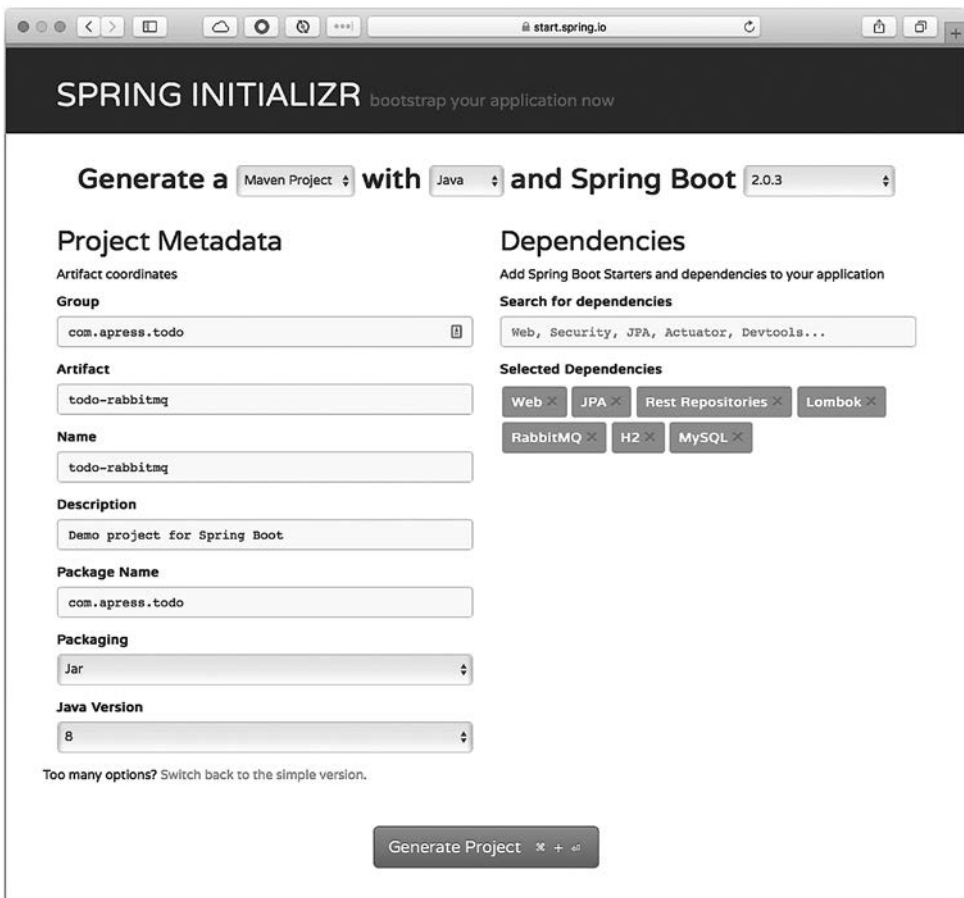 start.spring.io
SPRING INITIALIZR bootstrap your application now
Generate a Maven Project with Java and Spring Boot 2.0.3
Project Metadata
Artifact coordinates
Group
com.apress.todo
Artifact
todo-rabbitmq
Name
todo-rabbitmq
Description
Demo project for Spring Boot
Package Name
com.apress.todo
Packaging
Jar
Java Version
8
Too many options? Switch back to the simple version.
Dependencies
Add Spring Boot Starters and dependencies to your application
Search for dependencies
Web, Security, JPA, Actuator, Devtools...
Selected Dependencies
Web × JPA × Rest Repositories × Lombok ×
RabbitMQ × H2 × MySQL ×
Generate Project ⌘ + ⏎